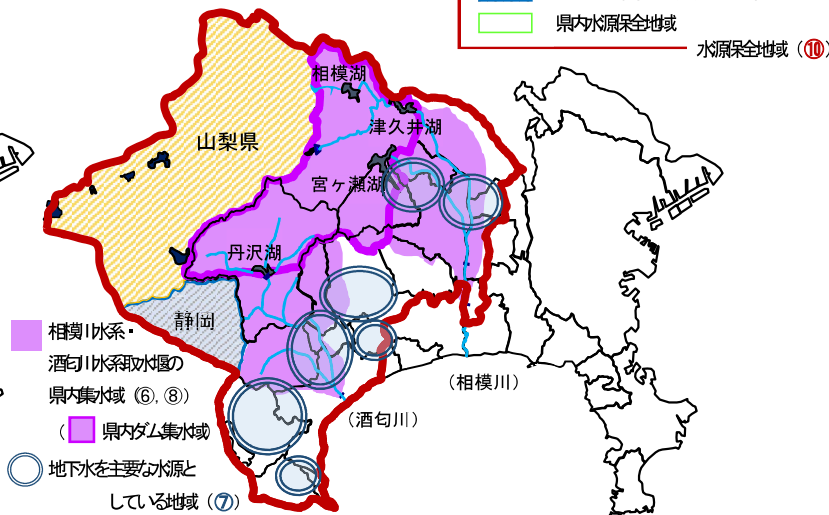 県内水源保全地域
水源保全地域（⑩）
相模湖
津久井湖
山梨県
宮ヶ瀬湖
丹沢湖
静岡
相模川水系・
酒匂川水系取水堰の
県内集水域（⑥，⑧）
（ 県内ダム集水域）
地下水を主要な水源と
している地域（⑦）
（相模川）
（酒匂川）